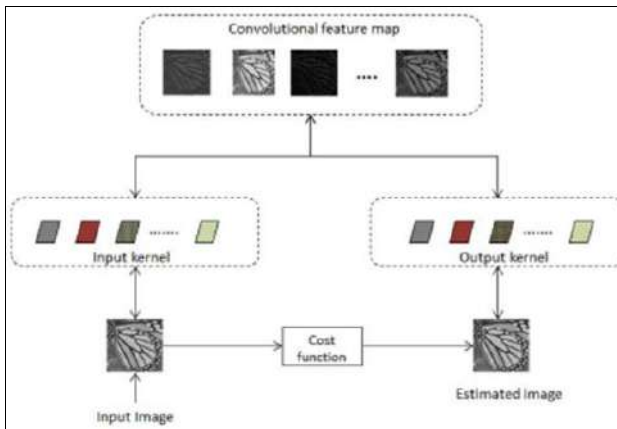 Convolutional feature map
....
.......
Input kernel
.......
Output kernel
Cost
function
Input Image
Estimated image